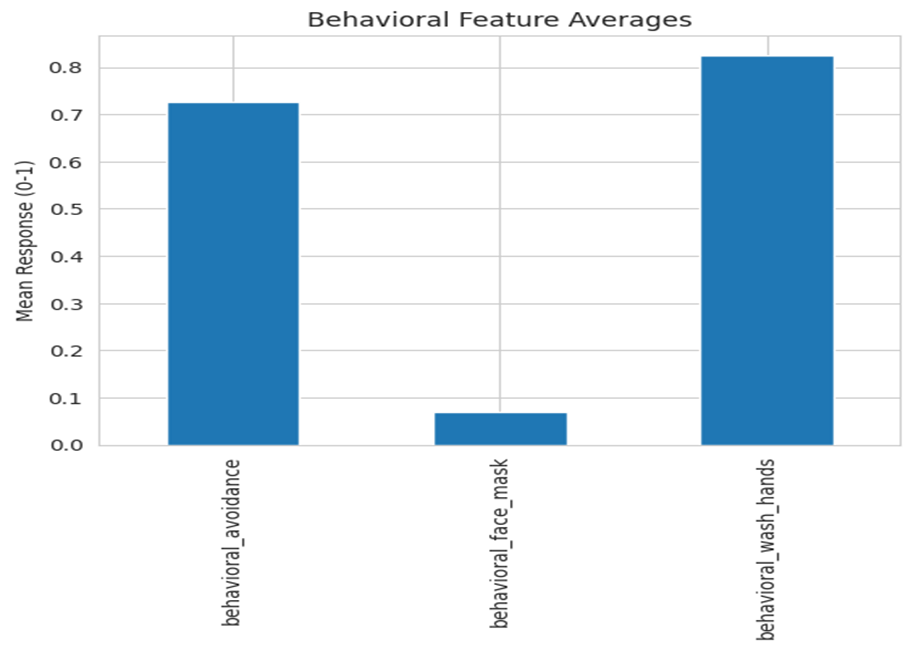 Behavioral Feature Averages
Mean Response (0-1)
0.8
0.7
0.6
0.5
0.4
0.3
0.2
0.1
0.0
behavioral_avoidance
behavioral_face_mask
behavioral_wash_hands